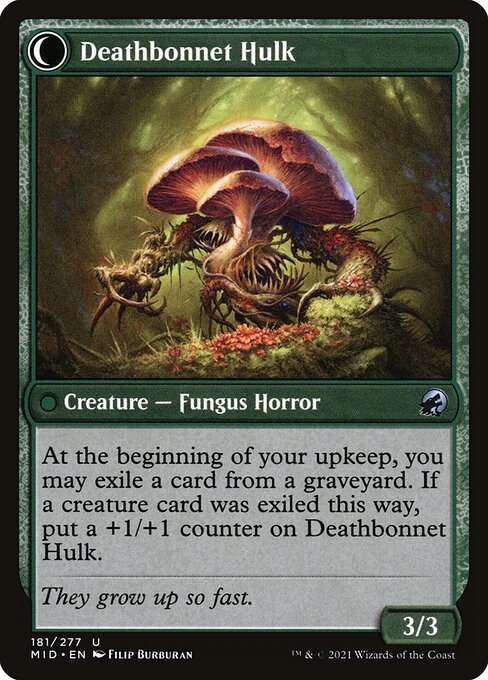 Deathbonnet Hulk
Creature — Fungus Horror
At the beginning of your upkeep, you
may exile a card from a graveyard. If
a creature card was exiled this way,
put a +1/+1 counter on Deathbonnet
Hulk.
They grow up so fast.
3/3
181/277 U
MID • EN Filip Burburan
™ & © 2021 Wizards of the Coast